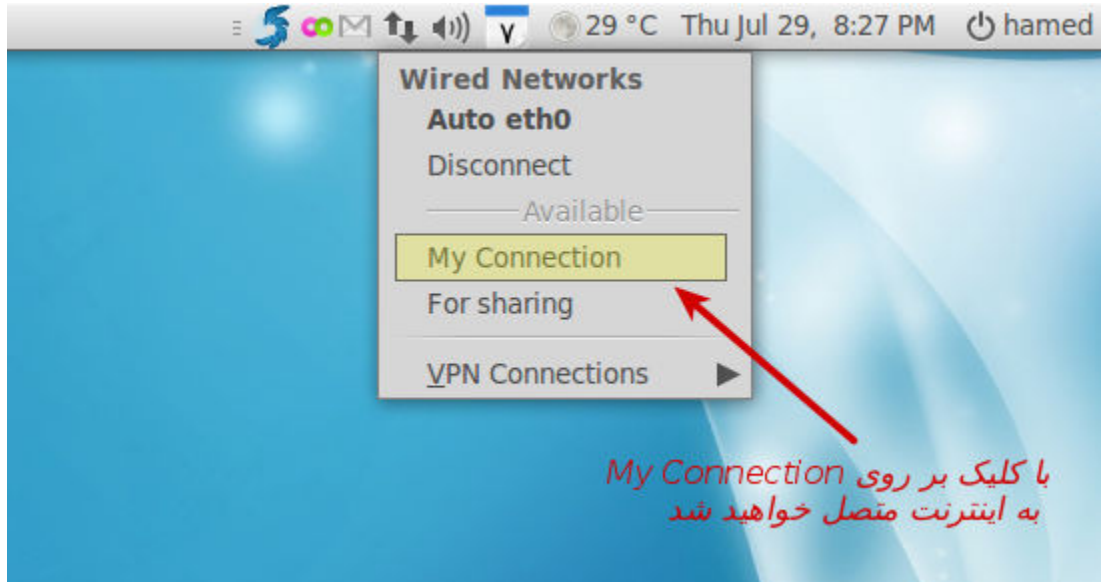 ۷ 29 °C Thu Jul 29, 8:27 PM hamed
Wired Networks
Auto eth0
Disconnect
Available
My Connection
For sharing
VPN Connections
با کلیک بر روی My Connection
به اینترنت متصل خواهید شد